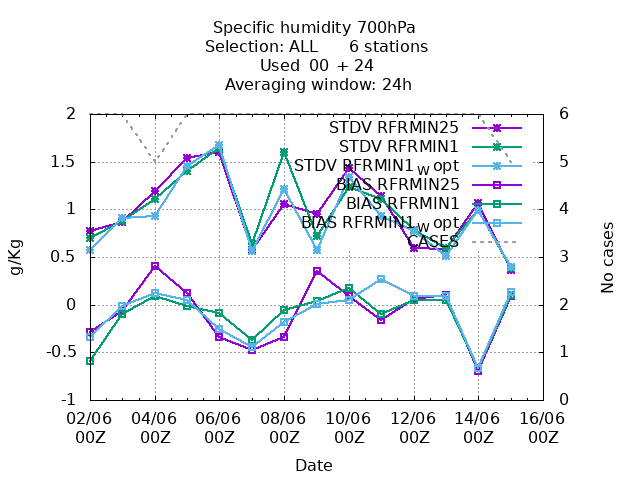 Specific humidity 700hPa
Selection: ALL 6 stations
Used 00 + 24
Averaging window: 24h
STDV RFRMIN25
STDV RFRMIN1
STDV RFRMIN1w opt
BIAS RFRMIN25
BIAS RFRMIN1
BIAS RFRMIN1w opt
CASES
2
1.5
1
0.5
0
-0.5
-1
g/Kg
6
5
4
3
2
1
0
No cases
02/06 04/06 06/06 08/06 10/06 12/06 14/06 16/06
00Z 00Z 00Z 00Z 00Z 00Z 00Z 00Z
Date